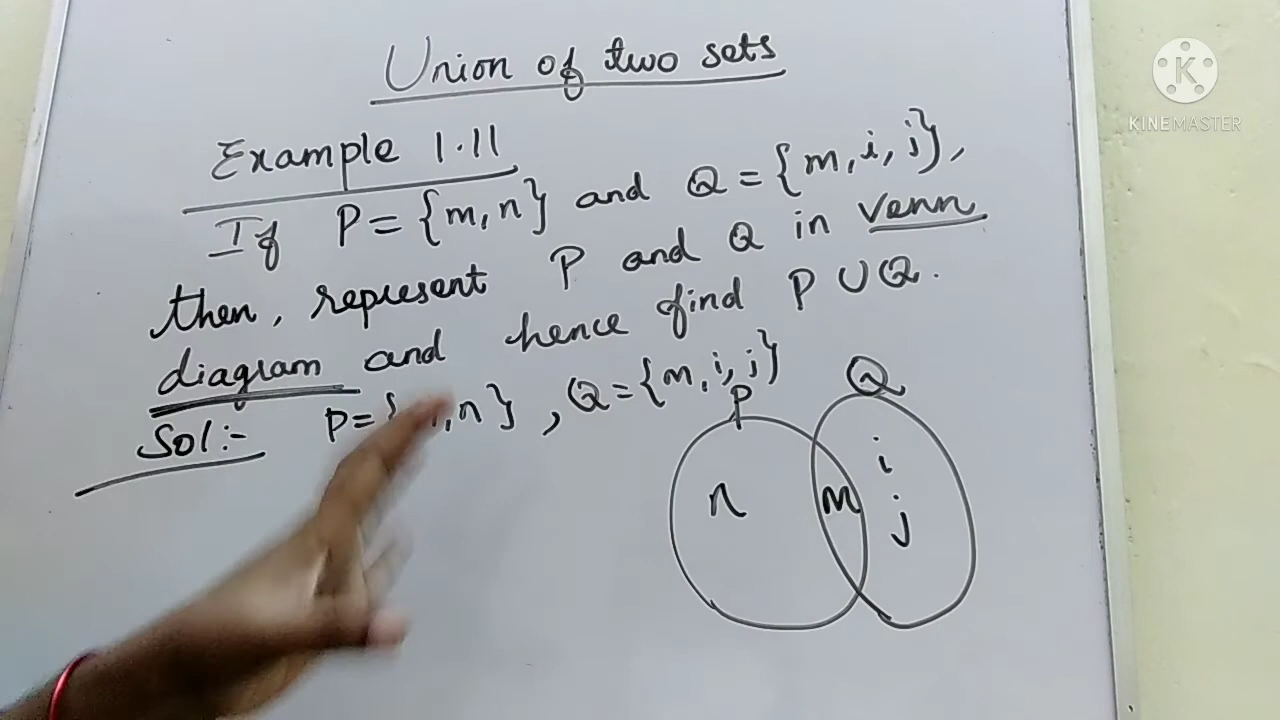 Union of two sets
Example 1.11
If P = {m, n} and Q = {m, i, j},
then, represent P and Q in venn
diagram and hence find P ∪ Q.
Sol:- P = { , n} , Q = {m, i, j}
P Q
n m i
j
K
KINEMASTER